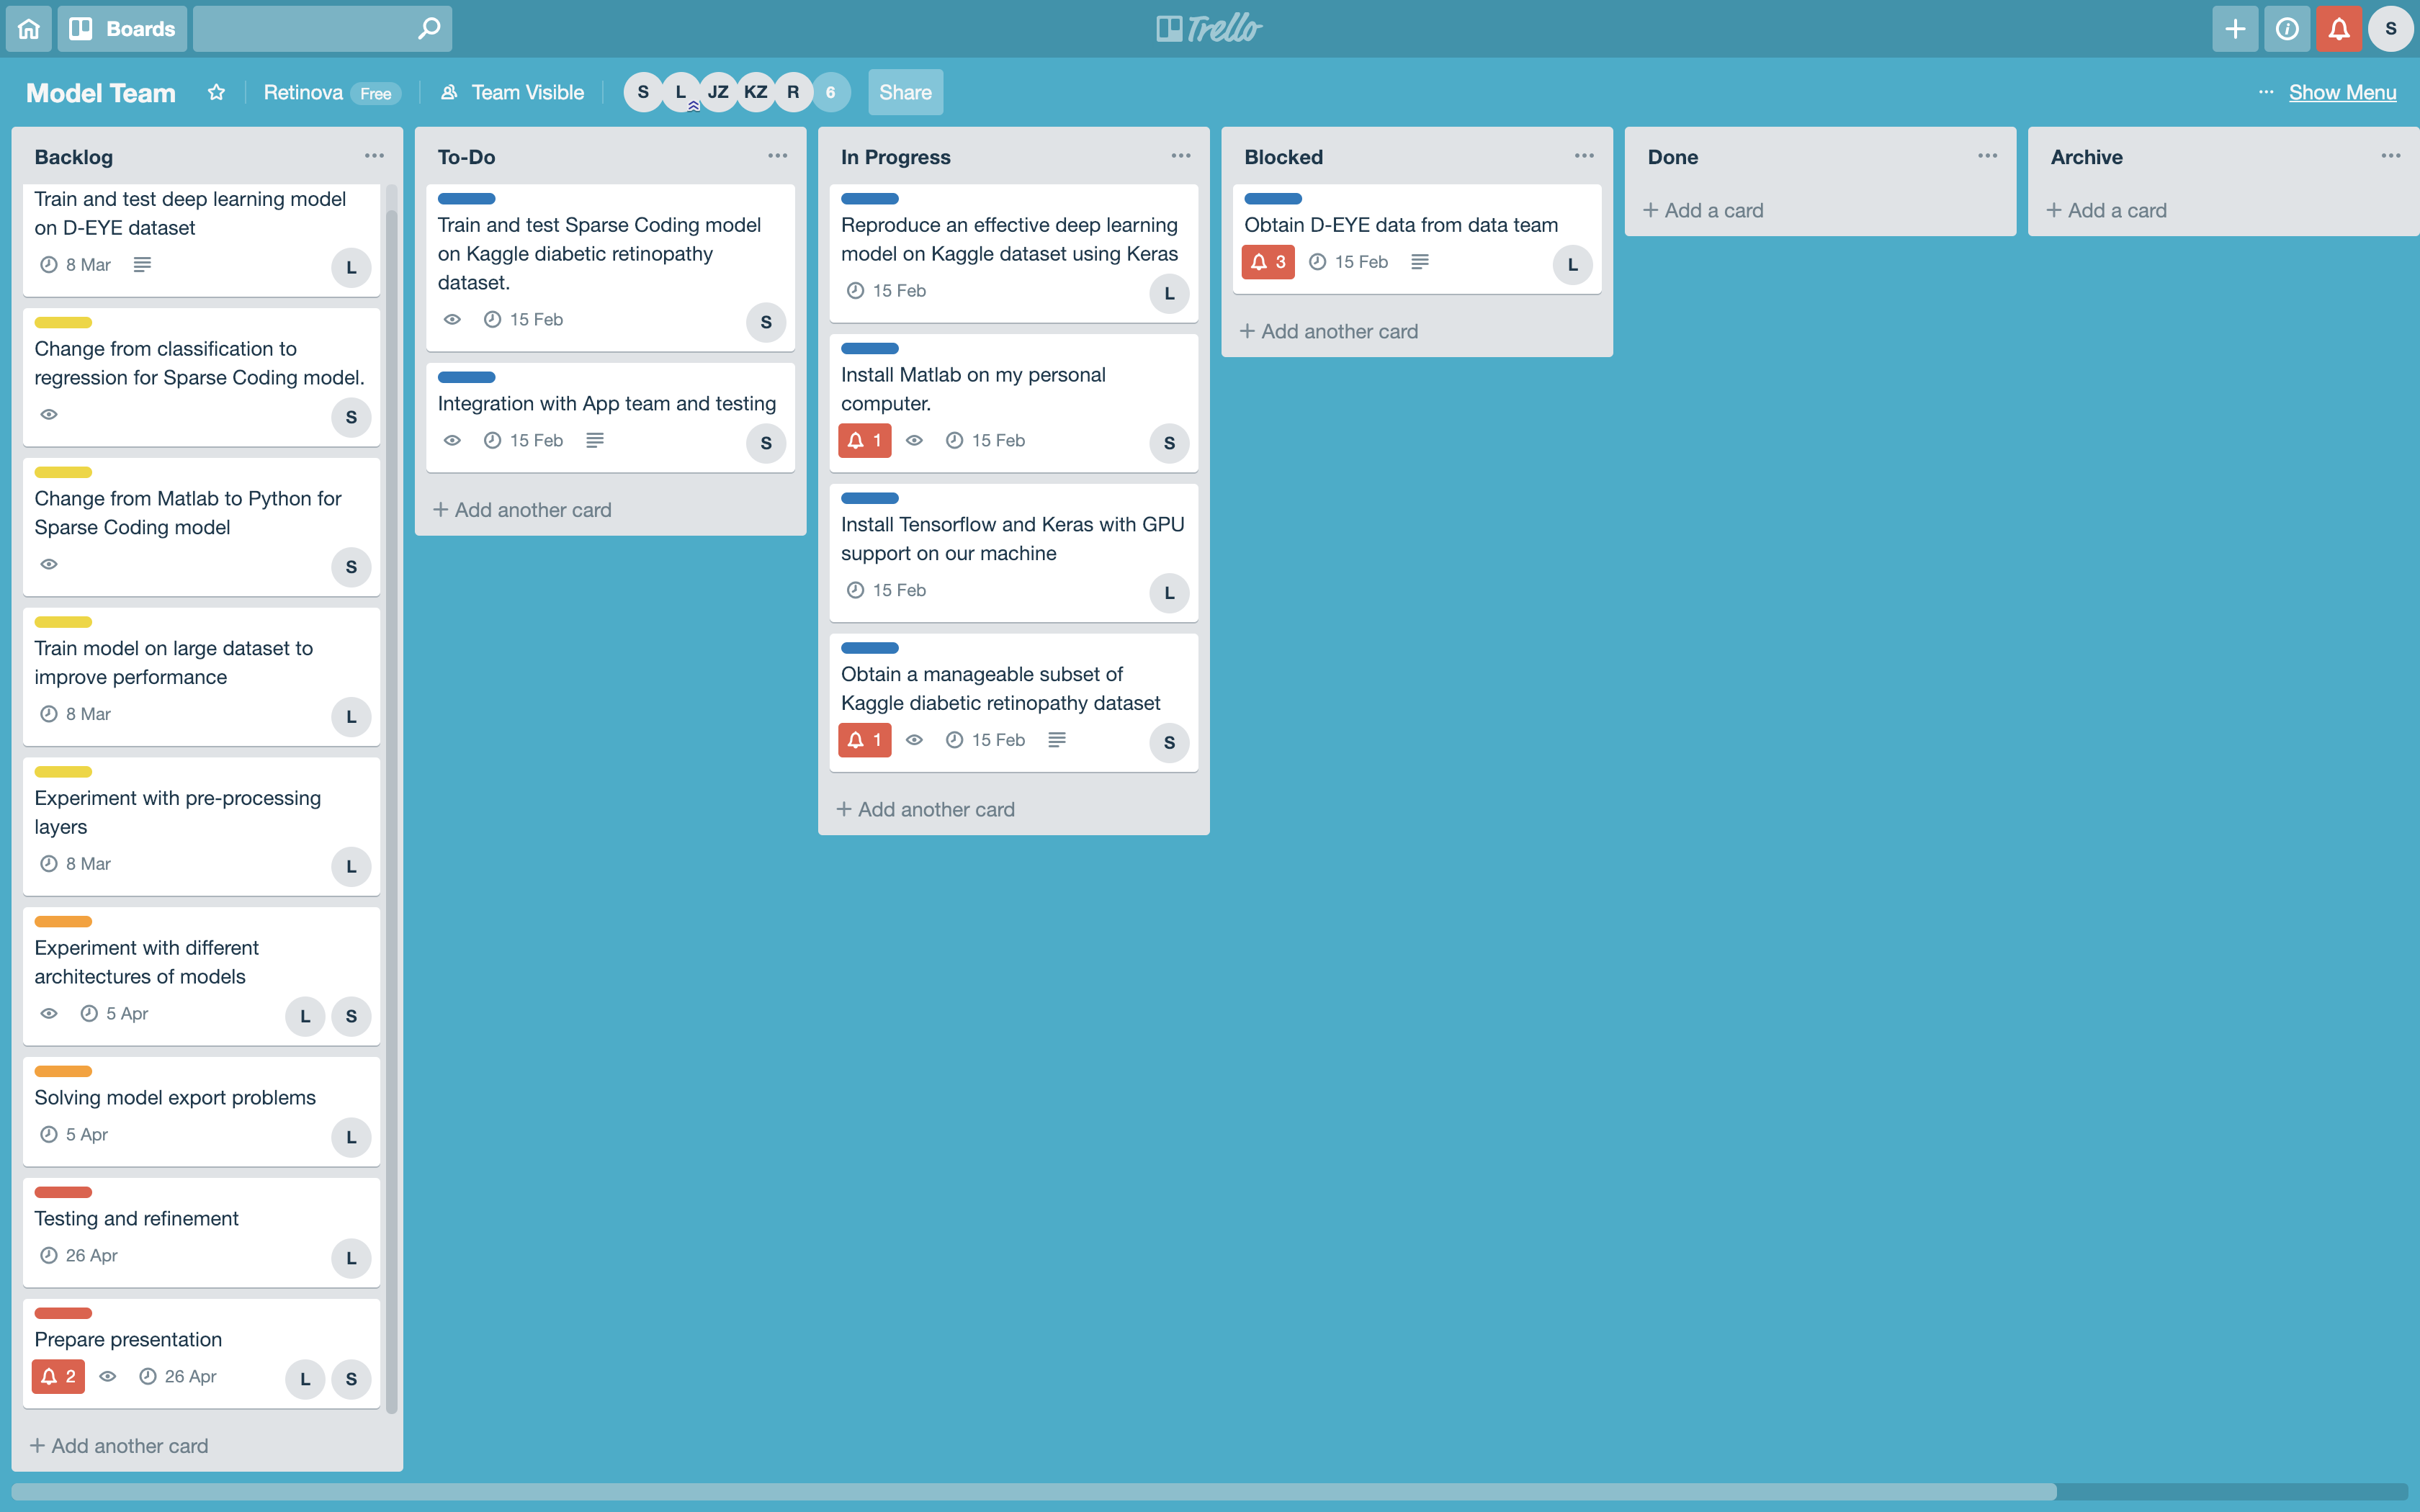 Boards
Trello
S
Model Team
Retinova Free
Team Visible
S L JZ KZ R 6
Share
... Show Menu
Backlog
Train and test deep learning model
on D-EYE dataset
8 Mar
L
Change from classification to
regression for Sparse Coding model.
S
Change from Matlab to Python for
Sparse Coding model
S
Train model on large dataset to
improve performance
8 Mar
L
Experiment with pre-processing
layers
8 Mar
L
Experiment with different
architectures of models
5 Apr
L S
Solving model export problems
5 Apr
L
Testing and refinement
26 Apr
L
Prepare presentation
2 26 Apr
L S
+ Add another card
To-Do
Train and test Sparse Coding model
on Kaggle diabetic retinopathy
dataset.
15 Feb
S
Integration with App team and testing
15 Feb
S
+ Add another card
In Progress
Reproduce an effective deep learning
model on Kaggle dataset using Keras
15 Feb
L
Install Matlab on my personal
computer.
1 15 Feb
S
Install Tensorflow and Keras with GPU
support on our machine
15 Feb
L
Obtain a manageable subset of
Kaggle diabetic retinopathy dataset
1 15 Feb
S
+ Add another card
Blocked
Obtain D-EYE data from data team
3 15 Feb
L
+ Add another card
Done
+ Add a card
Archive
+ Add a card